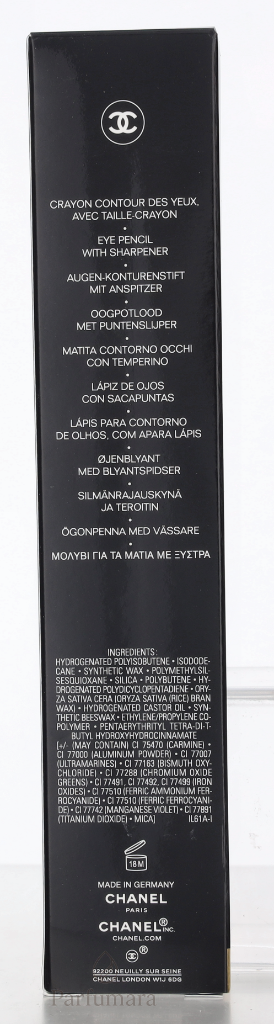 CRAYON CONTOUR DES YEUX,
AVEC TAILLE-CRAYON
•
EYE PENCIL
WITH SHARPENER
•
AUGEN-KONTURENSTIFT
MIT ANSPITZER
•
OOGPOTLOOD
MET PUNTENSLIJPER
•
MATITA CONTORNO OCCHI
CON TEMPERINO
•
LÁPIZ DE OJOS
CON SACAPUNTAS
•
LÁPIS PARA CONTORNO
DE OLHOS, COM APARA LÁPIS
•
ØJENBLYANT
MED BLYANTSPIDSER
•
SILMÄNRAJAUSKYNÄ
JA TEROITIN
•
ÖGONPENNA MED VÄSSARE
•
ΜΟΛΥΒΙ ΓΙΑ ΤΑ ΜΑΤΙΑ ΜΕ ΞΥΣΤΡΑ
INGREDIENTS:
HYDROGENATED POLYISOBUTENE • ISODODE-
CANE • SYNTHETIC WAX • POLYMETHYLSIL-
SESQUIOXANE • SILICA • POLYBUTENE • HY-
DROGENATED POLYDICYCLOPENTADIENE • ORY-
ZA SATIVA CERA (ORYZA SATIVA (RICE) BRAN
WAX) • HYDROGENATED CASTOR OIL • SYN-
THETIC BEESWAX • ETHYLENE/PROPYLENE CO-
POLYMER • PENTAERYTHRITYL TETRA-DI-T-
BUTYL HYDROXYHYDROCINNAMATE
[+/- (MAY CONTAIN) CI 75470 (CARMINE) •
CI 77000 (ALUMINUM POWDER) • CI 77007
(ULTRAMARINES) • CI 77163 (BISMUTH OXY-
CHLORIDE) • CI 77288 (CHROMIUM OXIDE
GREENS) • CI 77491, CI 77492, CI 77499 (IRON
OXIDES) • CI 77510 (FERRIC AMMONIUM FER-
ROCYANIDE) • CI 77510 (FERRIC FERROCYANI-
DE) • CI 77742 (MANGANESE VIOLET) • CI 77891
(TITANIUM DIOXIDE) • MICA] IL61A-I
18 M
MADE IN GERMANY
CHANEL
PARIS
CHANEL® INC.
CHANEL.COM
®
92200 NEUILLY SUR SEINE
CHANEL LONDON W1J 6DG
Parfumara